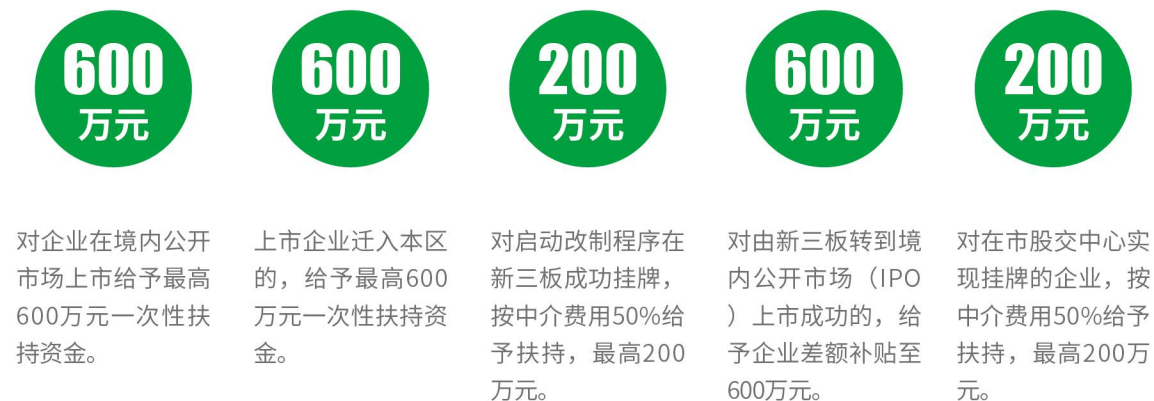 600
万元
600
万元
200
万元
600
万元
200
万元
对企业在境内公开
市场上市给予最高
600万元一次性扶
持资金。
上市企业迁入本区
的，给予最高600
万元一次性扶持资
金。
对启动改制程序在
新三板成功挂牌，
按中介费用50%给
予扶持，最高200
万元。
对由新三板转到境
内公开市场（IPO
）上市成功的，给
予企业差额补贴至
600万元。
对在市股交中心实
现挂牌的企业，按
中介费用50%给予
扶持，最高200万
元。